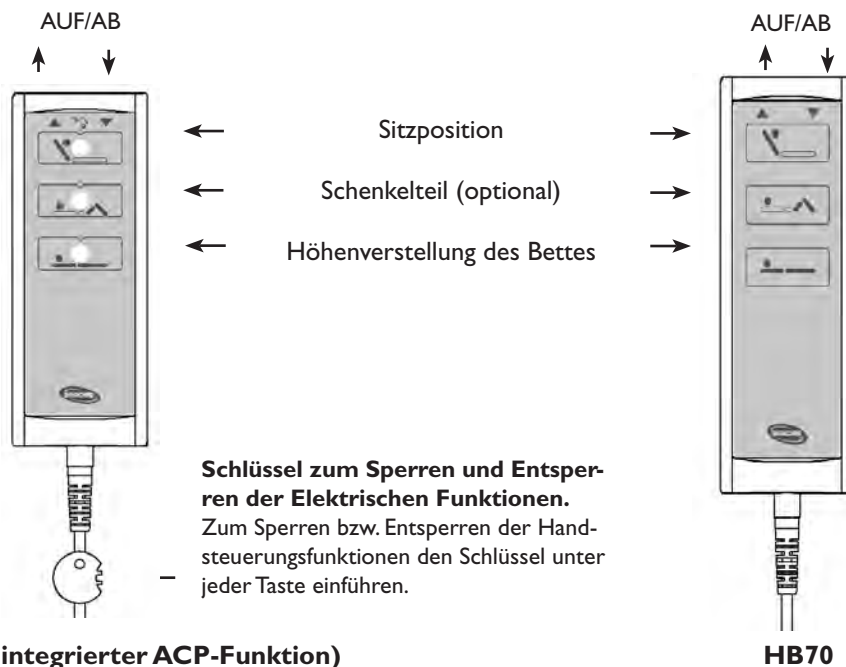 AUF/AB
AUF/AB
Sitzposition
Schenkelteil (optional)
Höhenverstellung des Bettes
Schlüssel zum Sperren und Entsper-
ren der Elektrischen Funktionen.
Zum Sperren bzw. Entsperren der Hand-
steuerungsfunktionen den Schlüssel unter
jeder Taste einführen.
integrierter ACP-Funktion)
HB70